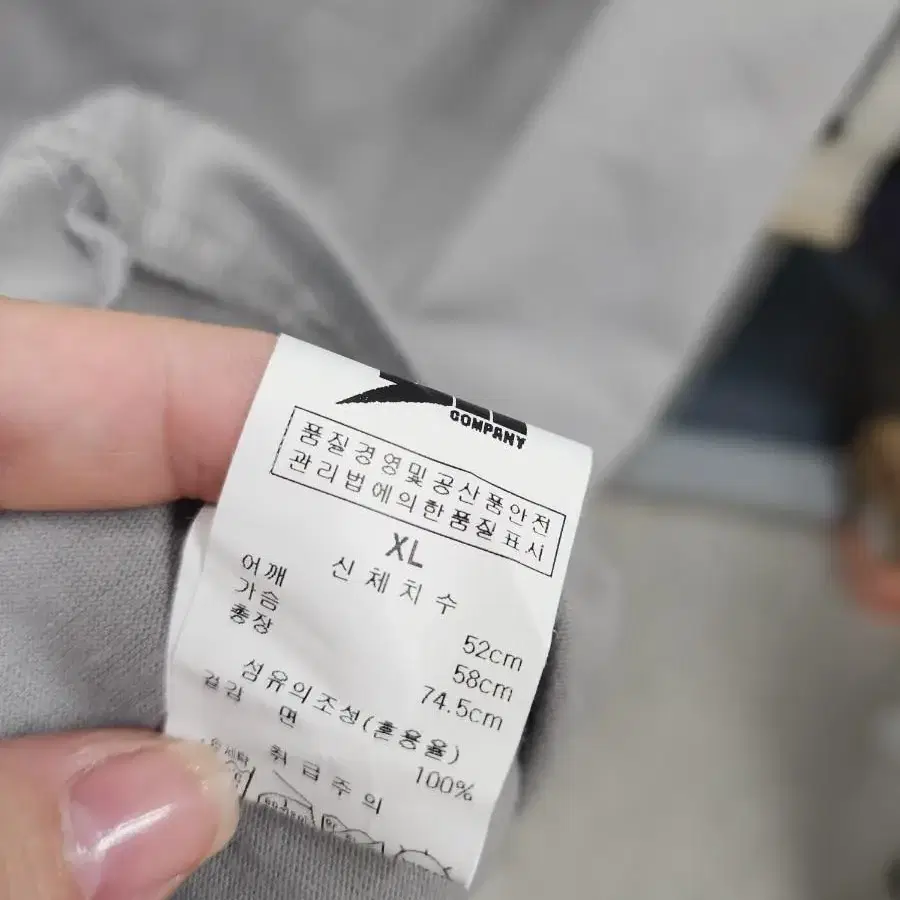 COMPANY
품질경영및공산품안전
관리법에의한품질표시
XL
신체치수
어깨 52cm
가슴 58cm
총장 74.5cm
섬유의조성(혼용율)
겉감 면 100%
취급주의